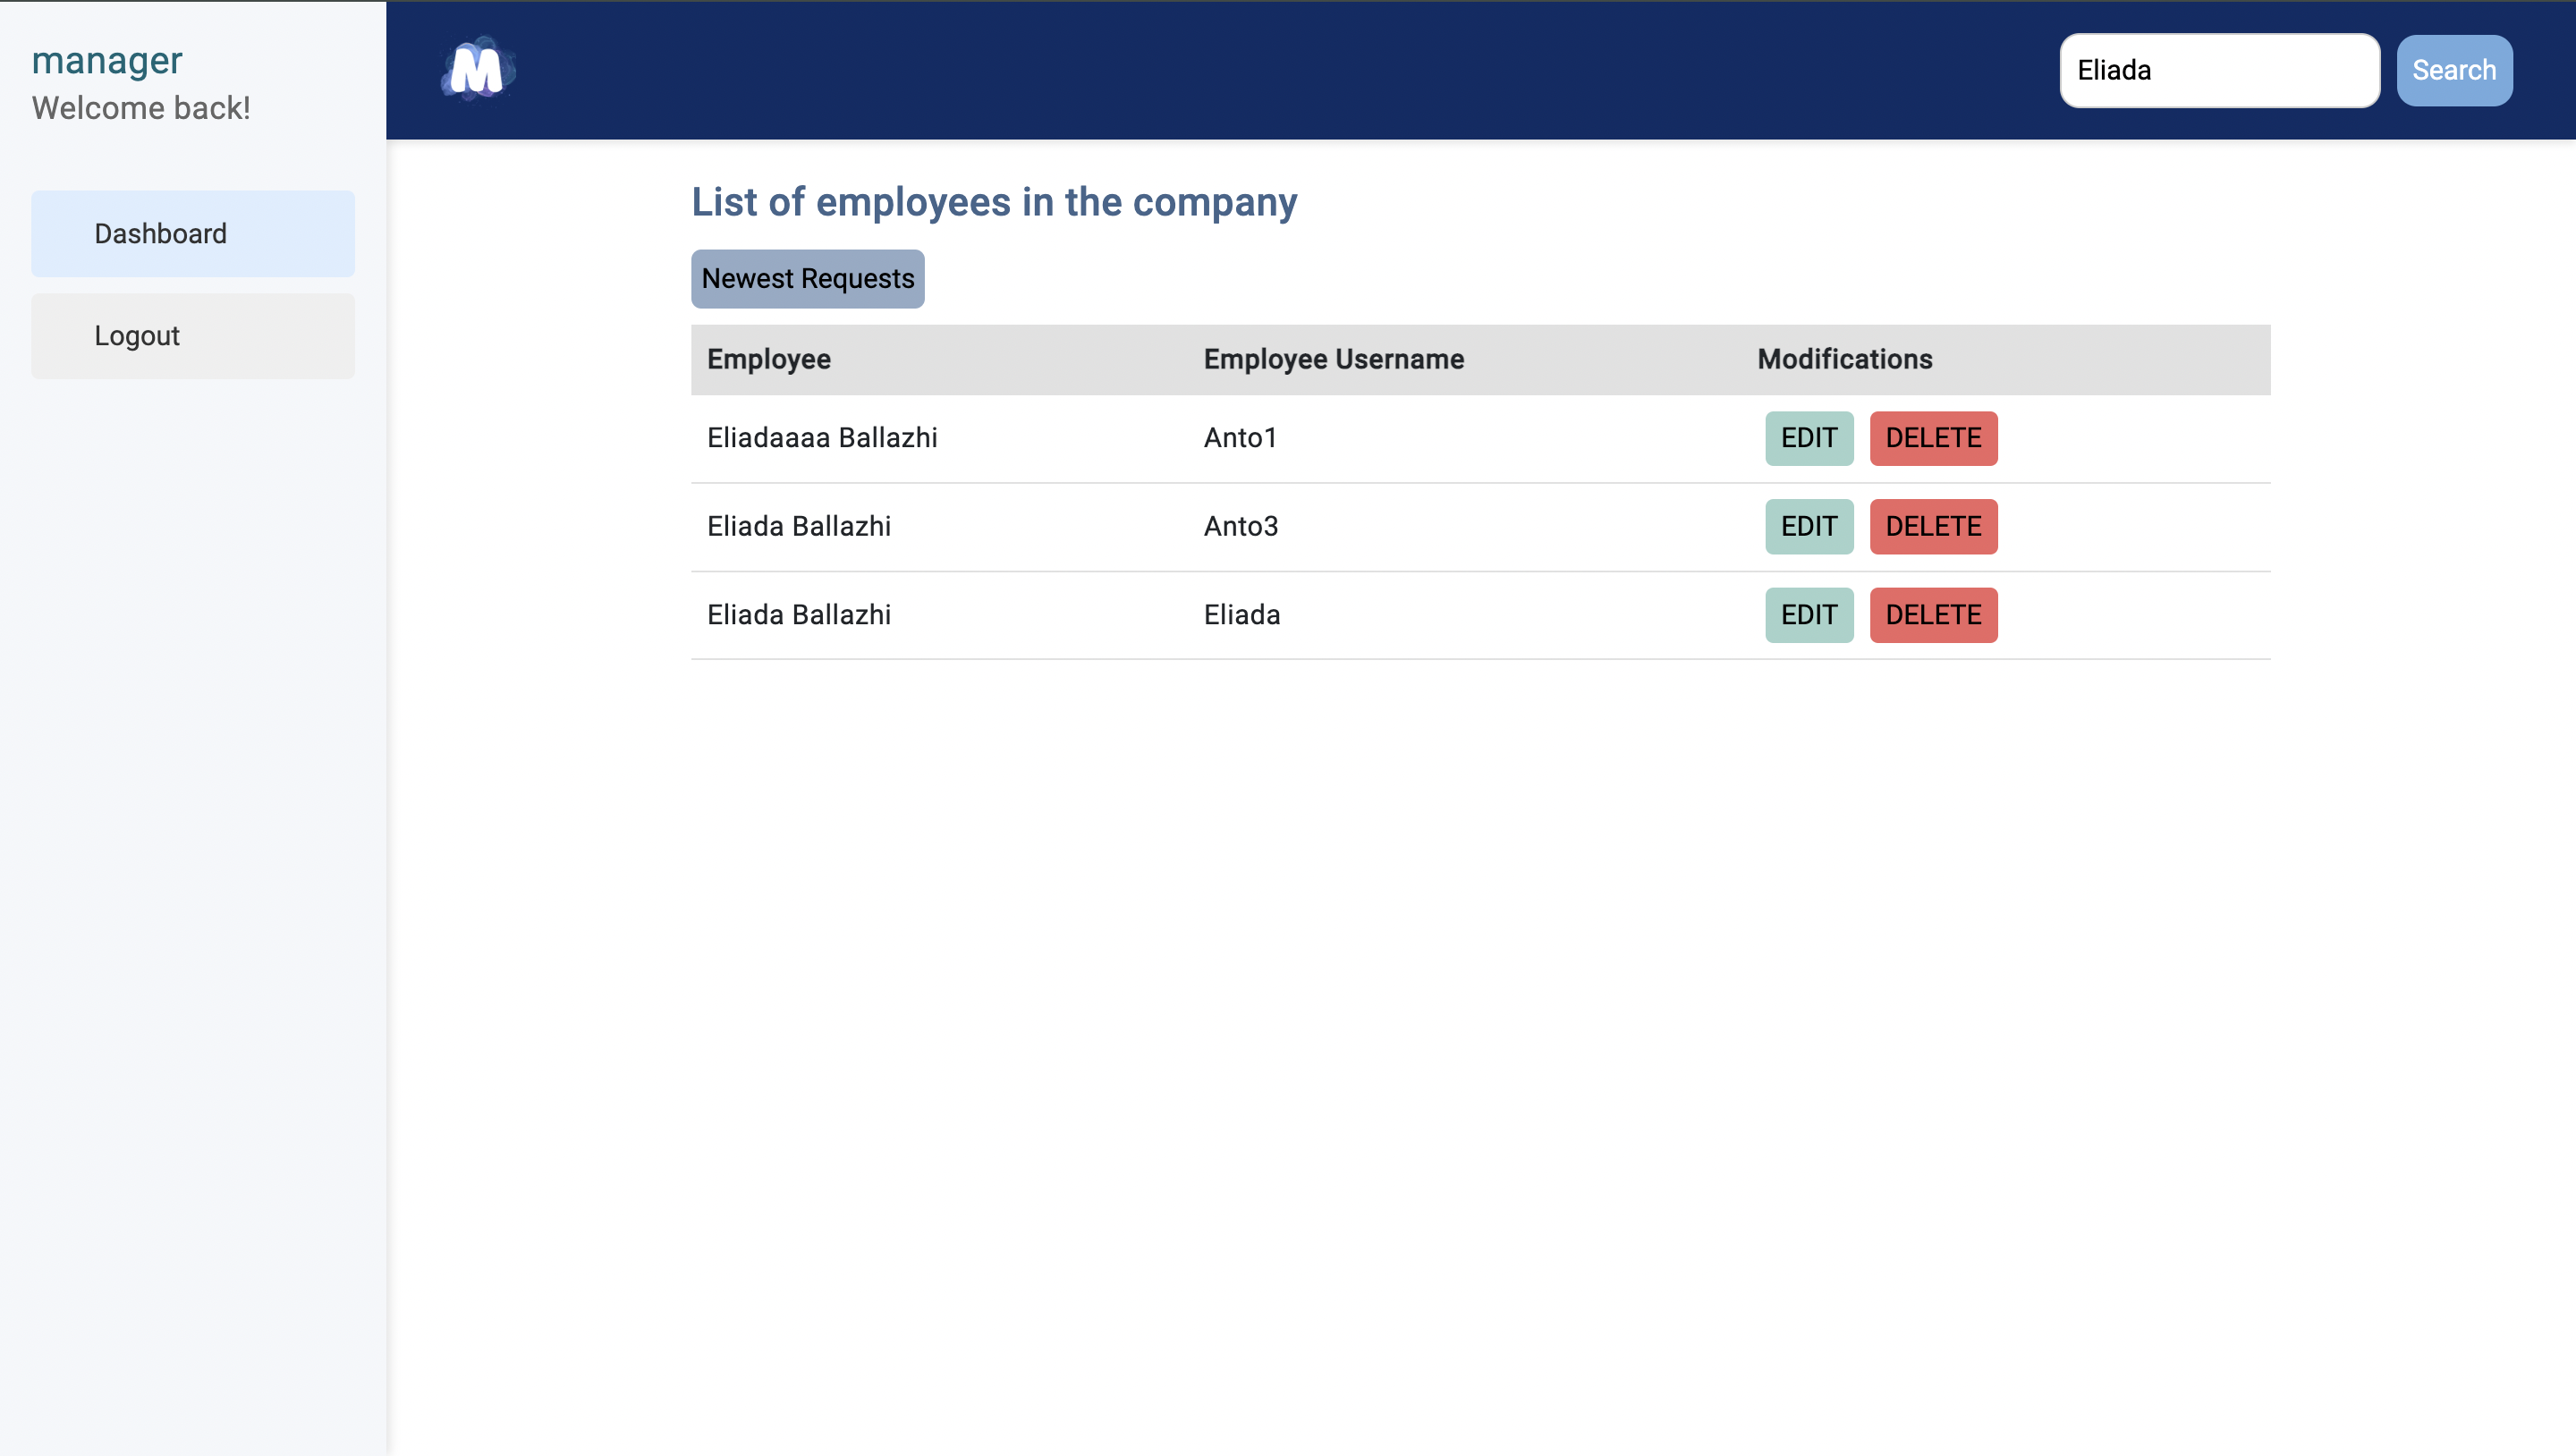 manager
Welcome back!
Dashboard
Logout
M
Eliada Search
List of employees in the company
Newest Requests
Employee Employee Username Modifications
Eliadaaaa Ballazhi Anto1 EDIT DELETE
Eliada Ballazhi Anto3 EDIT DELETE
Eliada Ballazhi Eliada EDIT DELETE